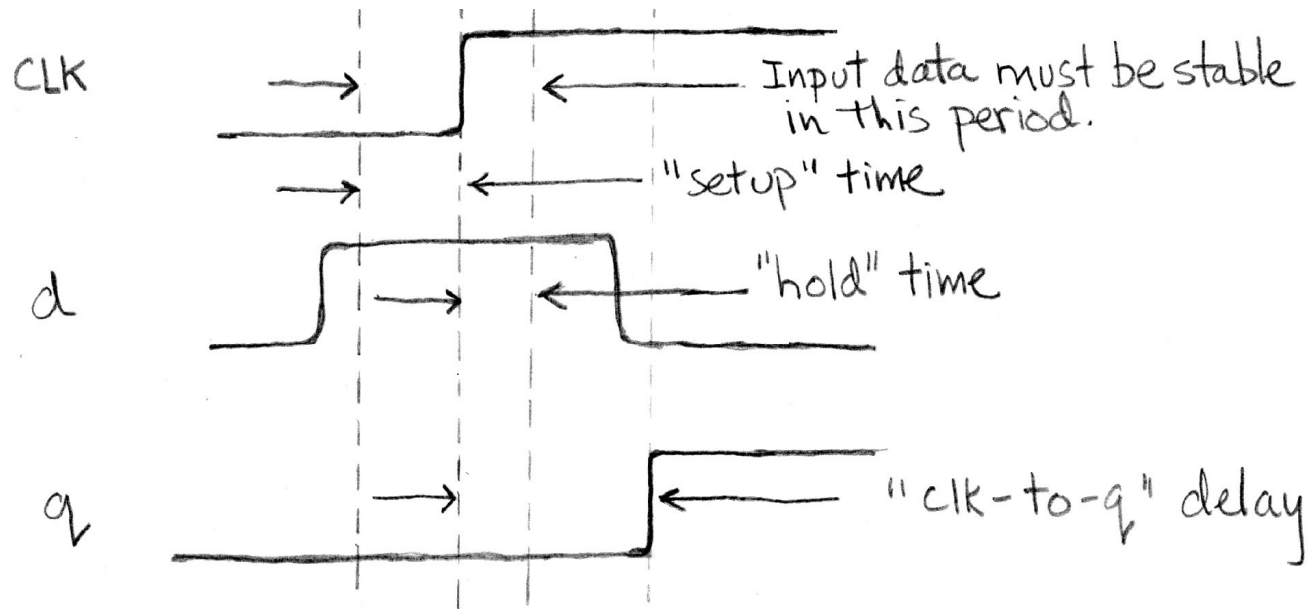 CLK
Input data must be stable
in this period.
"setup" time
d
"hold" time
q
"clk-to-q" delay